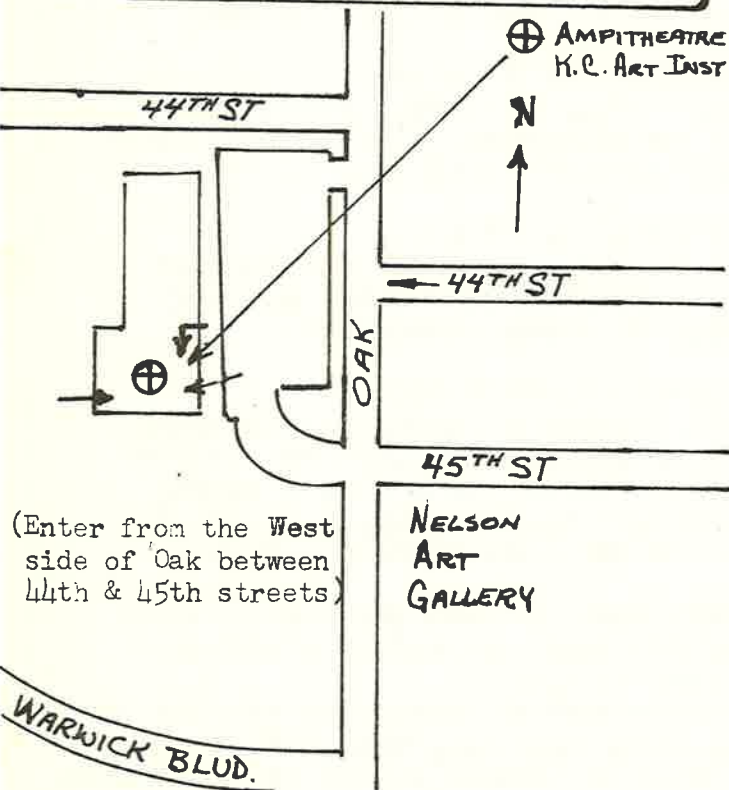 AMPITHEATRE
K.C. ART INST
44TH ST
N
44TH ST
OAK
45TH ST
(Enter from the West
side of Oak between
44th & 45th streets)
NELSON
ART
GALLERY
WARWICK BLUD.